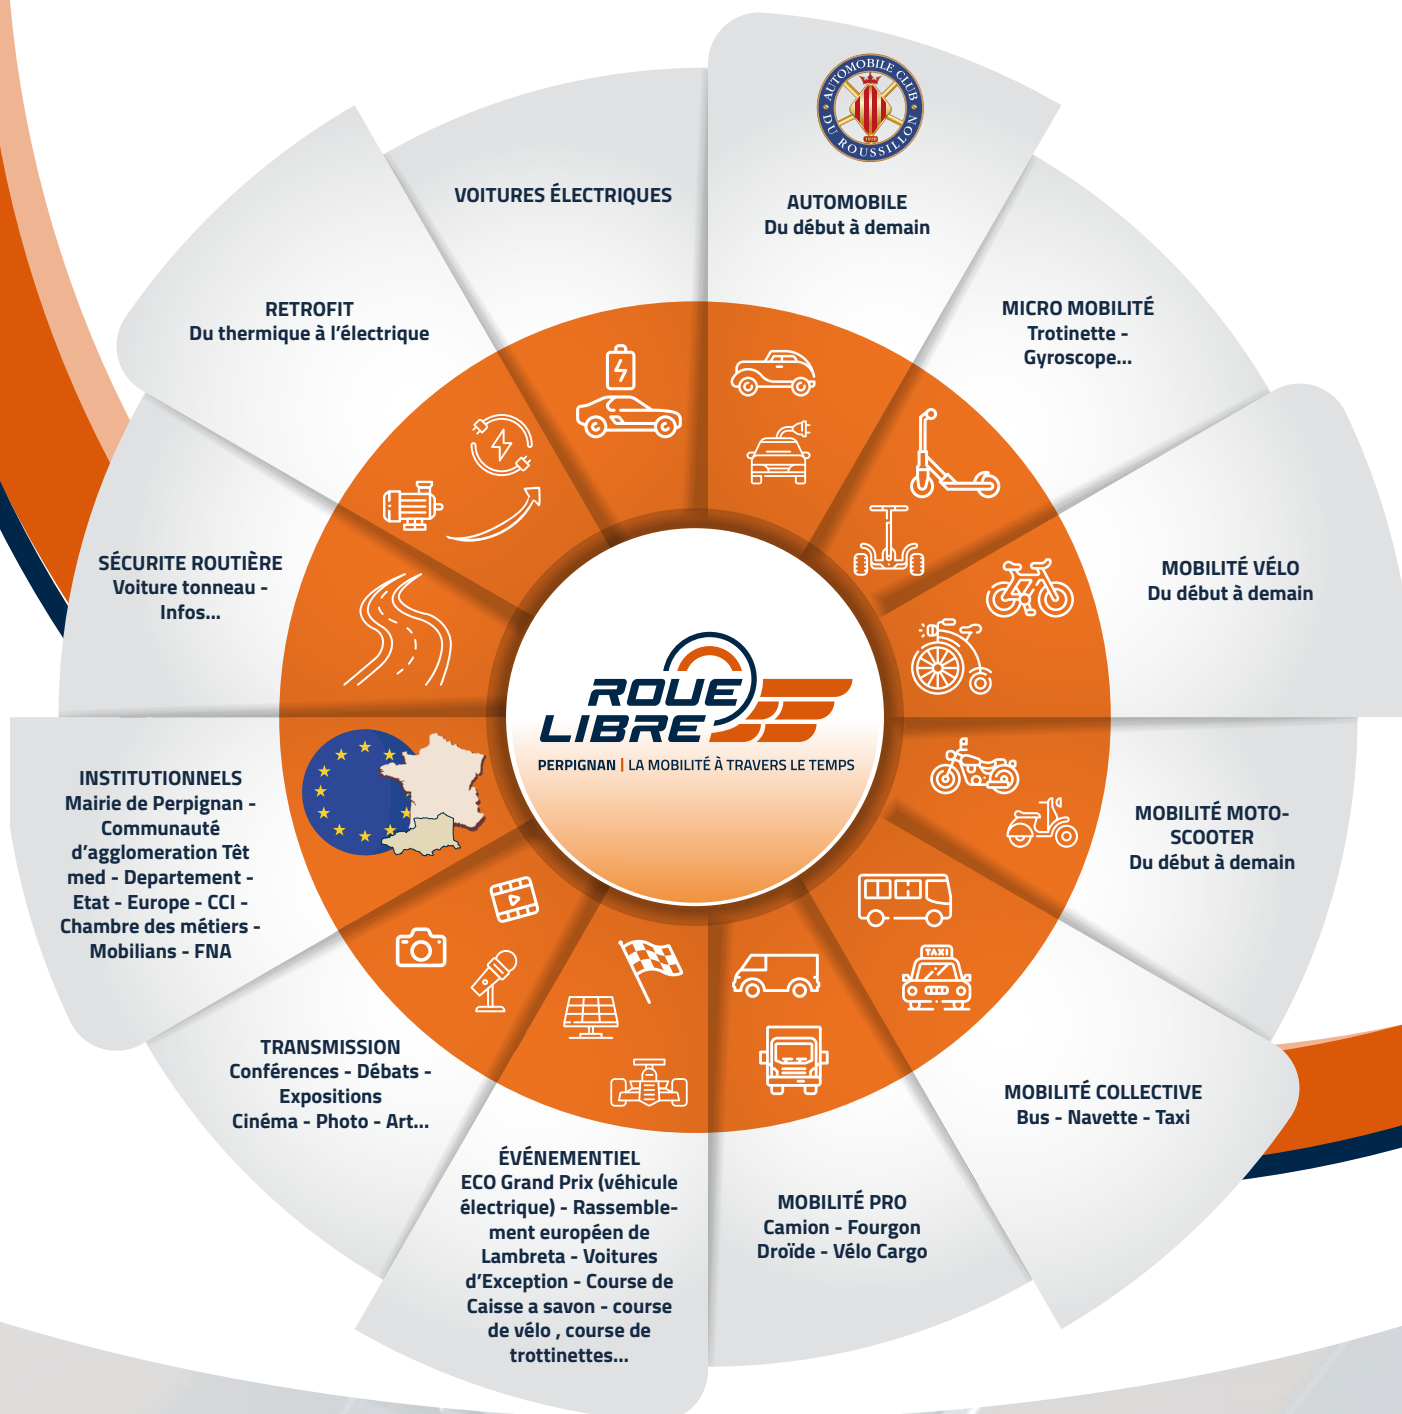 AUTOMOBILE CLUB
DU ROUSSILLON
AUTOMOBILE
Du début à demain
MICRO MOBILITÉ
Trotinette -
Gyroscope...
MOBILITÉ VÉLO
Du début à demain
MOBILITÉ MOTO-
SCOOTER
Du début à demain
MOBILITÉ COLLECTIVE
Bus - Navette - Taxi
TAXI
MOBILITÉ PRO
Camion - Fourgon
Droïde - Vélo Cargo
ÉVÉNEMENTIEL
ECO Grand Prix (véhicule
électrique) - Rassemble-
ment européen de
Lambreta - Voitures
d'Exception - Course de
Caisse a savon - course
de vélo , course de
trottinettes...
TRANSMISSION
Conférences - Débats -
Expositions
Cinéma - Photo - Art...
INSTITUTIONNELS
Mairie de Perpignan -
Communauté
d'agglomeration Têt
med - Departement -
Etat - Europe - CCI -
Chambre des métiers -
Mobilians - FNA
SÉCURITE ROUTIÈRE
Voiture tonneau -
Infos...
RETROFIT
Du thermique à l'électrique
VOITURES ÉLECTRIQUES
ROUE
LIBRE
PERPIGNAN | LA MOBILITÉ À TRAVERS LE TEMPS